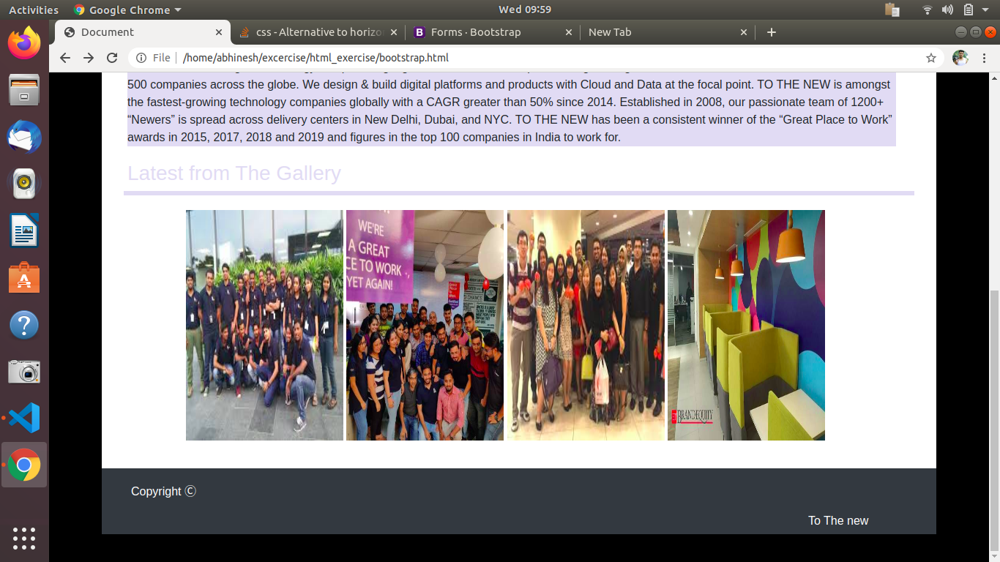 Activities Google Chrome Wed 09:59
Document css - Alternative to horizo Forms · Bootstrap New Tab
File /home/abhinesh/excercise/html_exercise/bootstrap.html
500 companies across the globe. We design & build digital platforms and products with Cloud and Data at the focal point. TO THE NEW is amongst
the fastest-growing technology companies globally with a CAGR greater than 50% since 2014. Established in 2008, our passionate team of 1200+
“Newers” is spread across delivery centers in New Delhi, Dubai, and NYC. TO THE NEW has been a consistent winner of the “Great Place to Work”
awards in 2015, 2017, 2018 and 2019 and figures in the top 100 companies in India to work for.
Latest from The Gallery
WE'RE
A GREAT
CE TO WORK
YET AGAIN!
BRANDEQUITY
Copyright Ⓒ
To The new